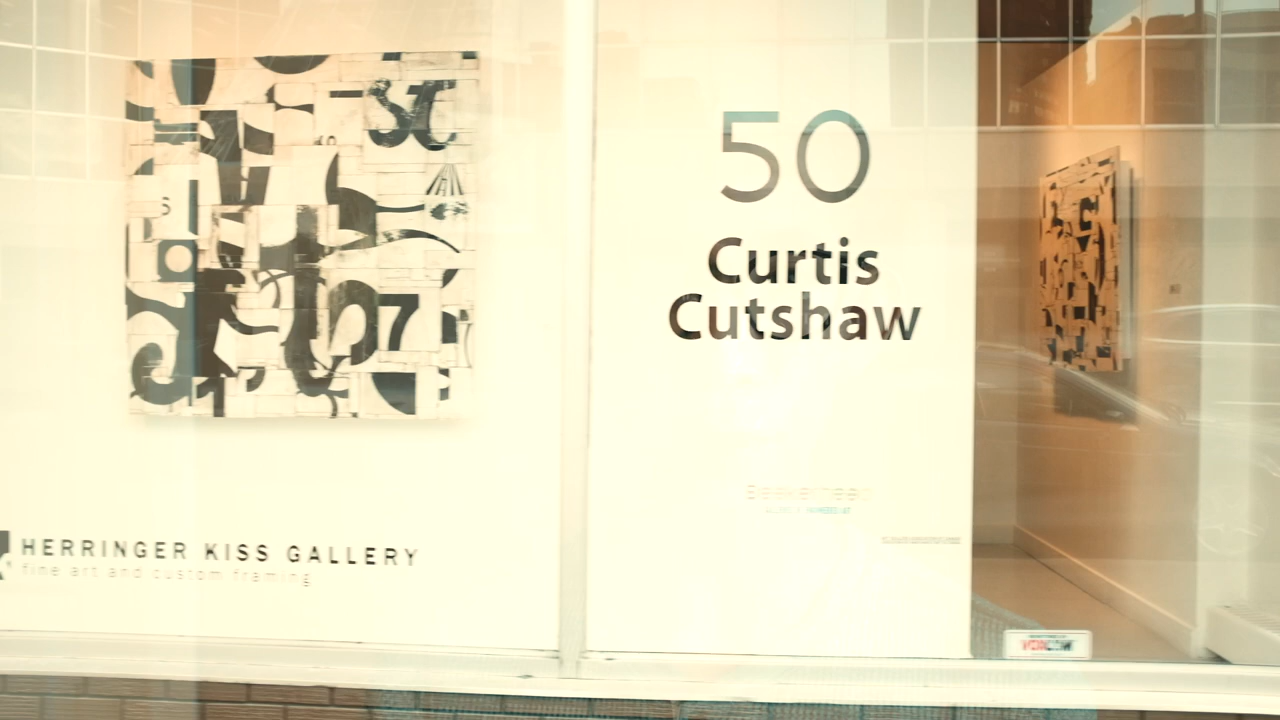 50
Curtis
Cutshaw
HERRINGER KISS GALLERY
fine art and custom framing